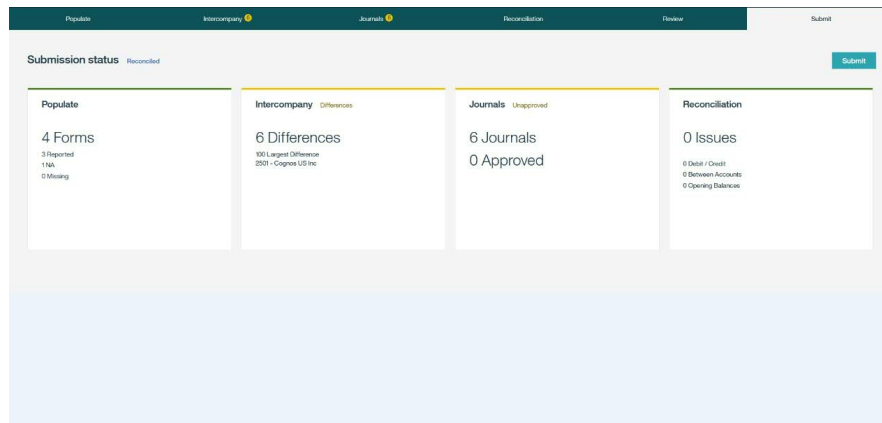 Populate
Intercompany 6
Journals 6
Reconciliation
Review
Submit
Submission status Reconciled
Submit
Populate
4 Forms
3 Reported
1 NA
0 Missing
Intercompany Differences
6 Differences
100 Largest Difference
2501 - Cognos US Inc
Journals Unapproved
6 Journals
0 Approved
Reconciliation
0 Issues
0 Debit / Credit
0 Between Accounts
0 Opening Balances